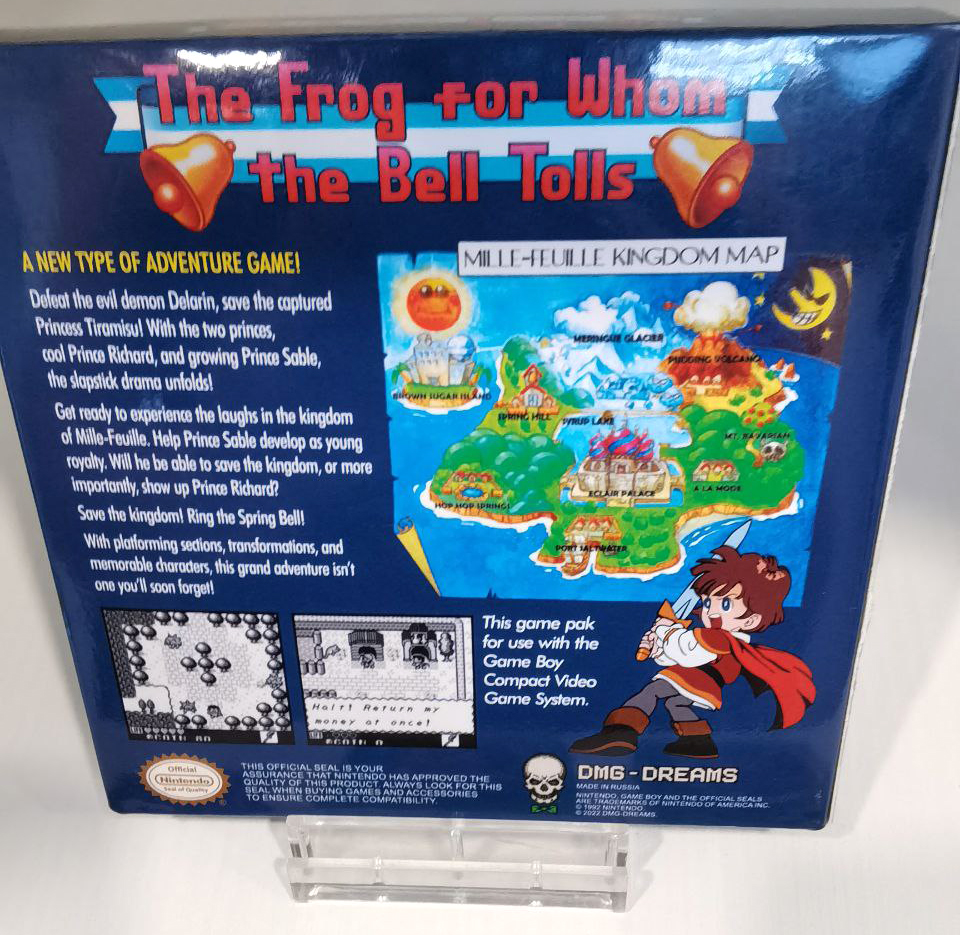 The Frog for Whom
the Bell Tolls
A NEW TYPE OF ADVENTURE GAME!
Defeat the evil demon Delarin, save the captured
Princess Tiramisu! With the two princes,
cool Prince Richard, and growing Prince Sable,
the slapstick drama unfolds!
Get ready to experience the laughs in the kingdom
of Mille-Feuille. Help Prince Sable develop as young
royalty. Will he be able to save the kingdom, or more
importantly, show up Prince Richard?
Save the kingdom! Ring the Spring Bell!
With platforming sections, transformations, and
memorable characters, this grand adventure isn't
one you'll soon forget!
MILLE-FEUILLE KINGDOM MAP
MERINGUE GLACIER
PUDDING VOLCANO
BROWN SUGAR ISLAND
SPRING HILL
SYRUP LAKE
MT. BAVARIAN
ECLAIR PALACE
A LA MODE
HOP HOP SPRINGS
PORT SALTWATER
Halt! Return my
money at once!
LIFE
LIFE
This game pak
for use with the
Game Boy
Compact Video
Game System.
Official
Nintendo
Seal of Quality
®
THIS OFFICIAL SEAL IS YOUR
ASSURANCE THAT NINTENDO HAS APPROVED THE
QUALITY OF THIS PRODUCT. ALWAYS LOOK FOR THIS
SEAL WHEN BUYING GAMES AND ACCESSORIES
TO ENSURE COMPLETE COMPATIBILITY.
DMG-DREAMS
MADE IN RUSSIA
NINTENDO, GAME BOY AND THE OFFICIAL SEALS
ARE TRADEMARKS OF NINTENDO OF AMERICA INC.
© 1992 NINTENDO
© 2022 DMG-DREAMS